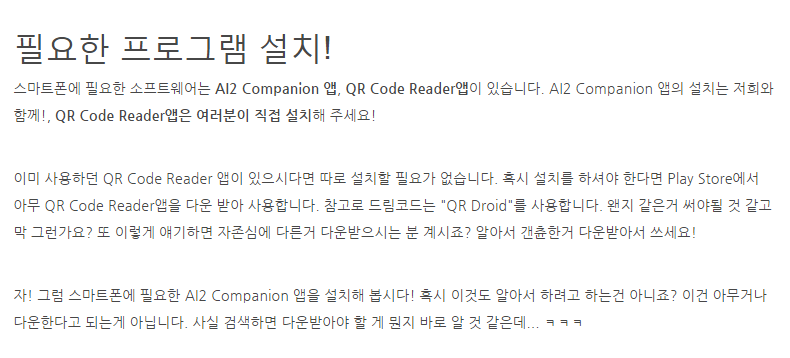 필요한 프로그램 설치!
스마트폰에 필요한 소프트웨어는 AI2 Companion 앱, QR Code Reader앱이 있습니다. AI2 Companion 앱의 설치는 저희와
함께!, QR Code Reader앱은 여러분이 직접 설치해 주세요!
이미 사용하던 QR Code Reader 앱이 있으시다면 따로 설치할 필요가 없습니다. 혹시 설치를 하셔야 한다면 Play Store에서
아무 QR Code Reader앱을 다운 받아 사용합니다. 참고로 드림코드는 "QR Droid"를 사용합니다. 왠지 같은거 써야될 것 같고
막 그런가요? 또 이렇게 얘기하면 자존심에 다른거 다운받으시는 분 계시죠? 알아서 갠츈한거 다운받아서 쓰세요!
자! 그럼 스마트폰에 필요한 AI2 Companion 앱을 설치해 봅시다! 혹시 이것도 알아서 하려고 하는건 아니죠? 이건 아무거나
다운한다고 되는게 아닙니다. 사실 검색하면 다운받아야 할 게 뭔지 바로 알 것 같은데... ㅋㅋㅋ